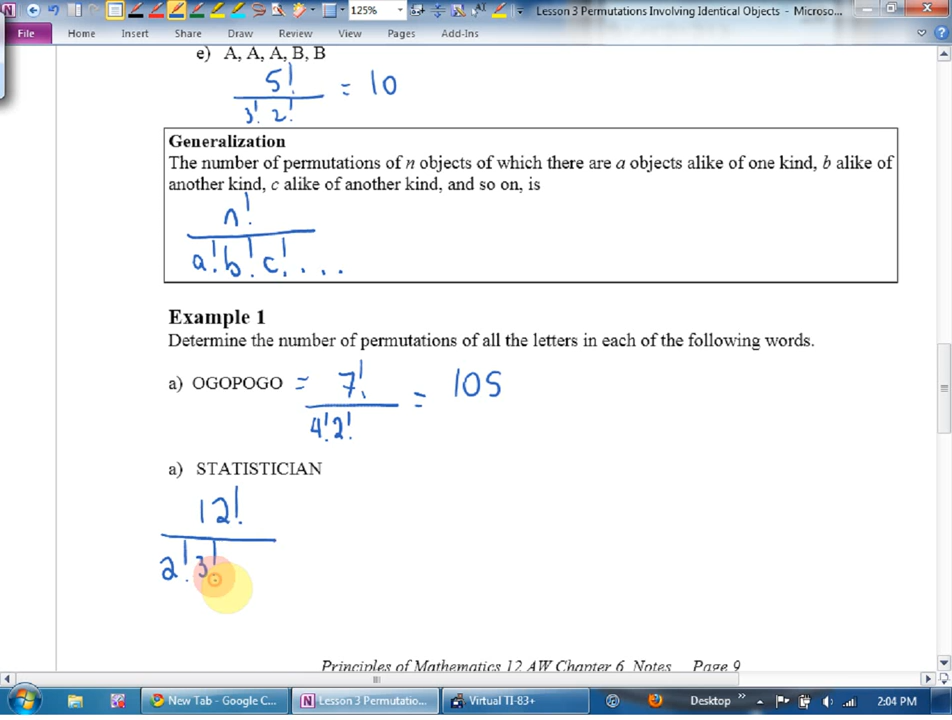 Lesson 3 Permutations Involving Identical Objects - Microso...
125%
File Home Insert Share Draw Review View Pages Add-Ins
e) A, A, A, B, B
5!
3! 2!
= 10
Generalization
The number of permutations of n objects of which there are a objects alike of one kind, b alike of
another kind, c alike of another kind, and so on, is
n!
a! b! c! . . .
Example 1
Determine the number of permutations of all the letters in each of the following words.
a) OGOPOGO = 7! = 105
4! 2!
a) STATISTICIAN
12!
2! 3!
Principles of Mathematics 12 AW Chapter 6 Notes Page 9
New Tab - Google C... Lesson 3 Permutatio... Virtual TI-83+ Desktop » 2:04 PM